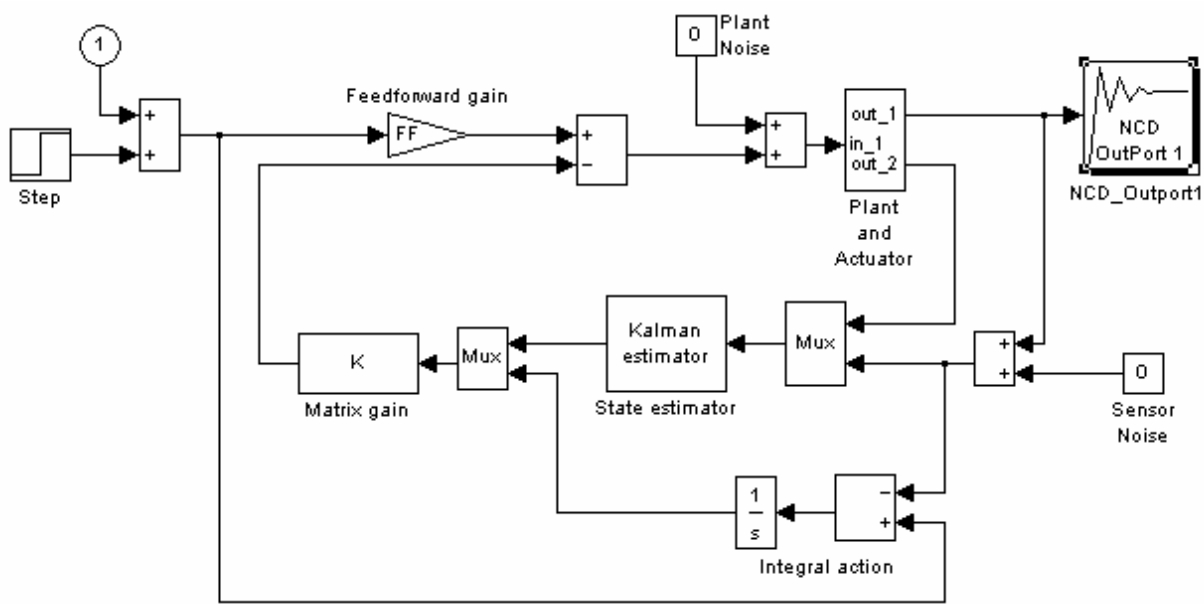 1
+
+
Step
Feedforward gain
FF
+
−
0
Plant
Noise
+
+
out_1
in_1
out_2
Plant
and
Actuator
NCD
OutPort 1
NCD_Outport1
K
Matrix gain
Mux
Kalman
estimator
State estimator
Mux
+
+
0
Sensor
Noise
1
s
−
+
Integral action